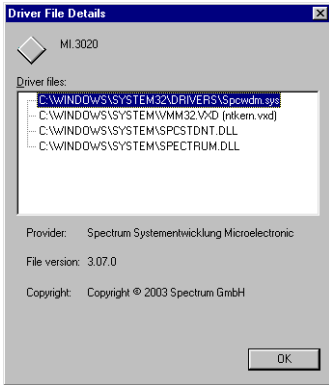 Driver File Details
MI.3020
Driver files:
C:\WINDOWS\SYSTEM32\DRIVERS\Spcwdm.sys
C:\WINDOWS\SYSTEM\VMM32.VXD (ntkern.vxd)
C:\WINDOWS\SYSTEM\SPCSTDNT.DLL
C:\WINDOWS\SYSTEM\SPECTRUM.DLL
Provider: Spectrum Systementwicklung Microelectronic
File version: 3.07.0
Copyright: Copyright © 2003 Spectrum GmbH
OK